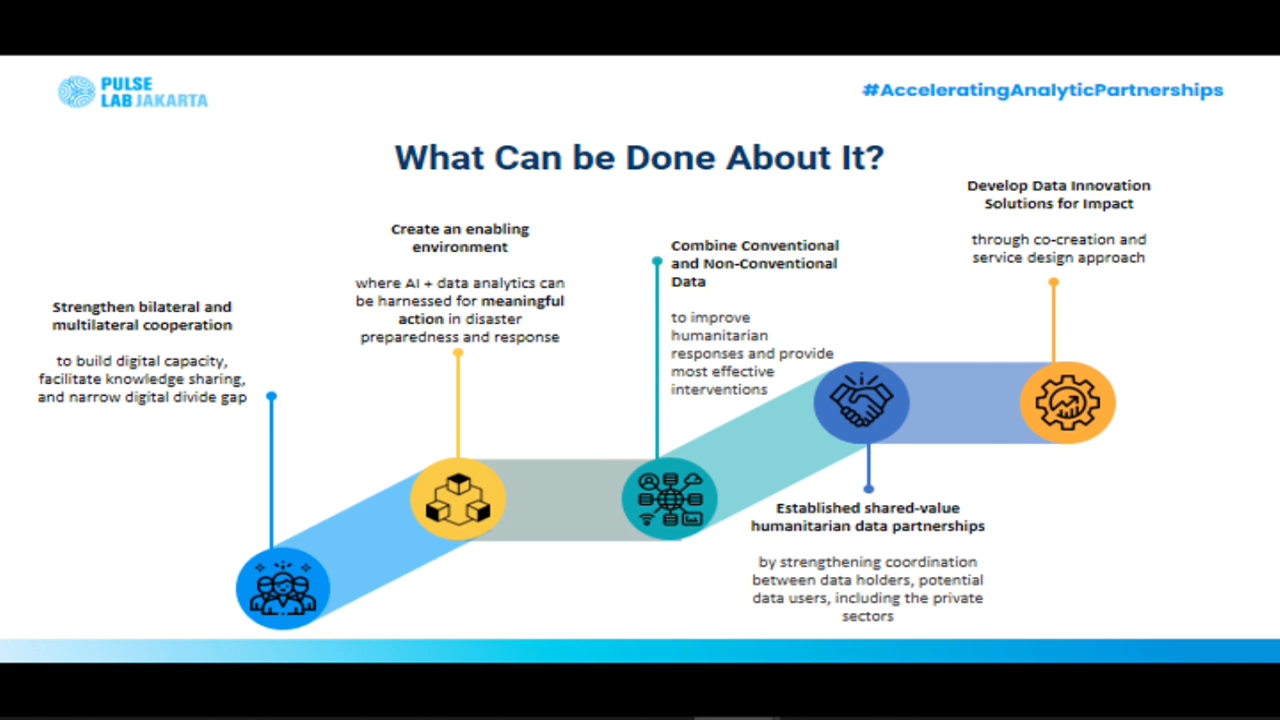 PULSE
LAB JAKARTA
#AcceleratingAnalyticPartnerships
What Can be Done About It?
Strengthen bilateral and
multilateral cooperation
to build digital capacity,
facilitate knowledge sharing,
and narrow digital divide gap
Create an enabling
environment
where AI + data analytics can
be harnessed for meaningful
action in disaster
preparedness and response
Combine Conventional
and Non-Conventional
Data
to improve
humanitarian
responses and provide
most effective
interventions
Established shared-value
humanitarian data partnerships
by strengthening coordination
between data holders, potential
data users, including the private
sectors
Develop Data Innovation
Solutions for Impact
through co-creation and
service design approach